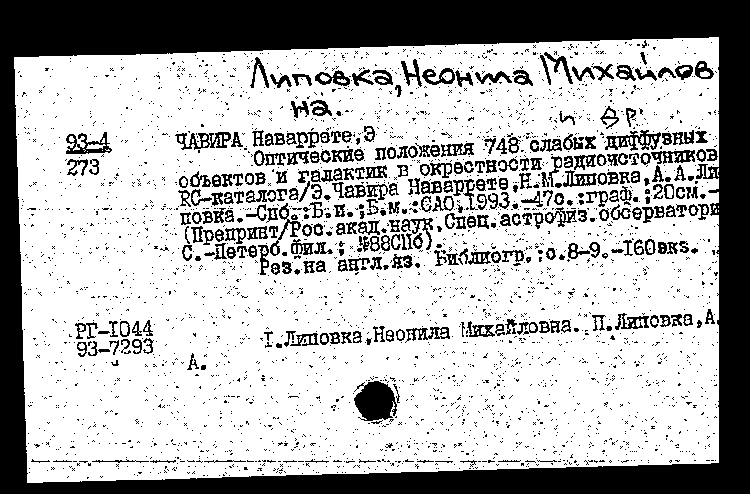 Липовка, Неонила Михайлов
на.
и др.
93-4
273
ЧАВИРА Наваррете,Э
Оптические положения 748 слабых диффузных
объектов и галактик в окрестности радиоисточников
RC-каталога/Э.Чавира Наваррете,Н.М.Липовка,А.А.Ли
повка.-Спб.:Б.и.;Б.м.:САО,1993.-47с.:граф.;20см.-
(Препринт/Рос.акад.наук.Спец.астрофиз.обсерватори
С.-Петерб.фил.; №88СПб).
Рез.на англ.яз. Библиогр.:с.8-9.-160экз.
РГ-1044
93-7293
I.Липовка,Неонила Михайловна. П.Липовка,А.
А.